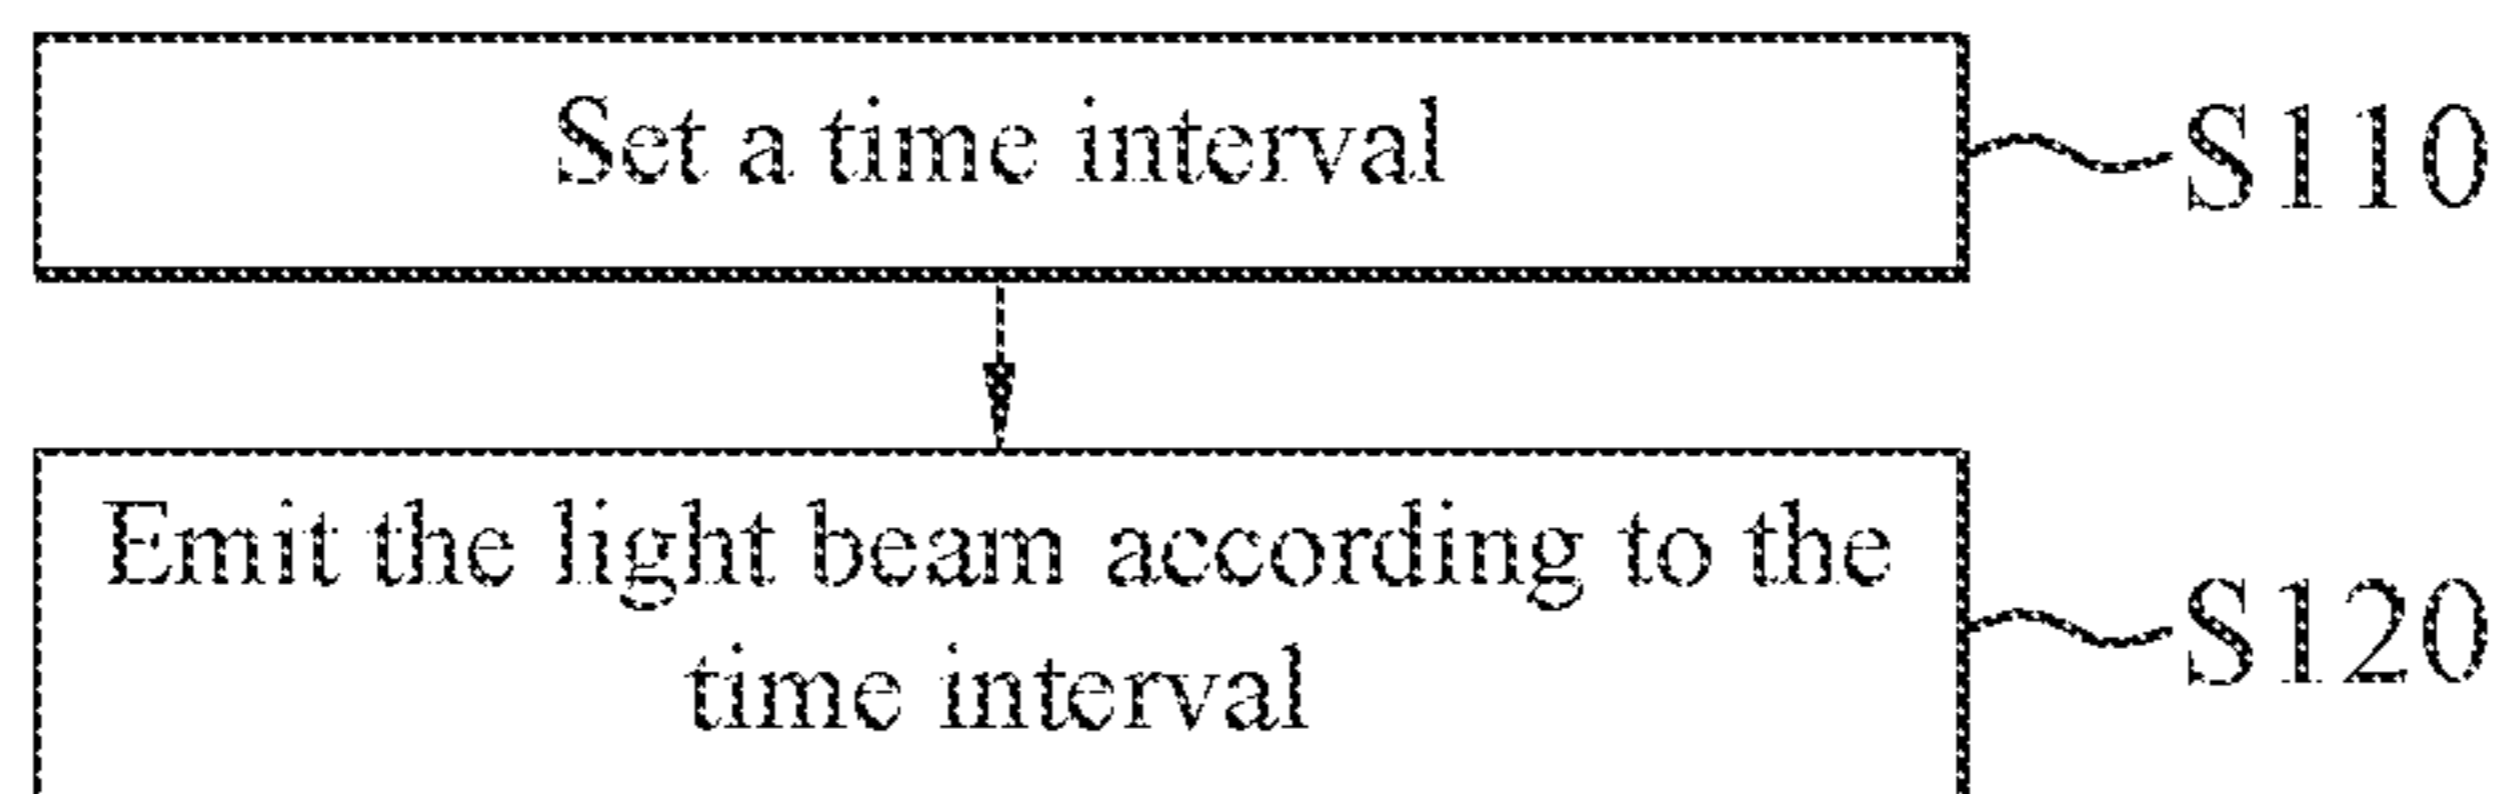 Set a time interval
S110
Emit the light beam according to the
time interval
S120